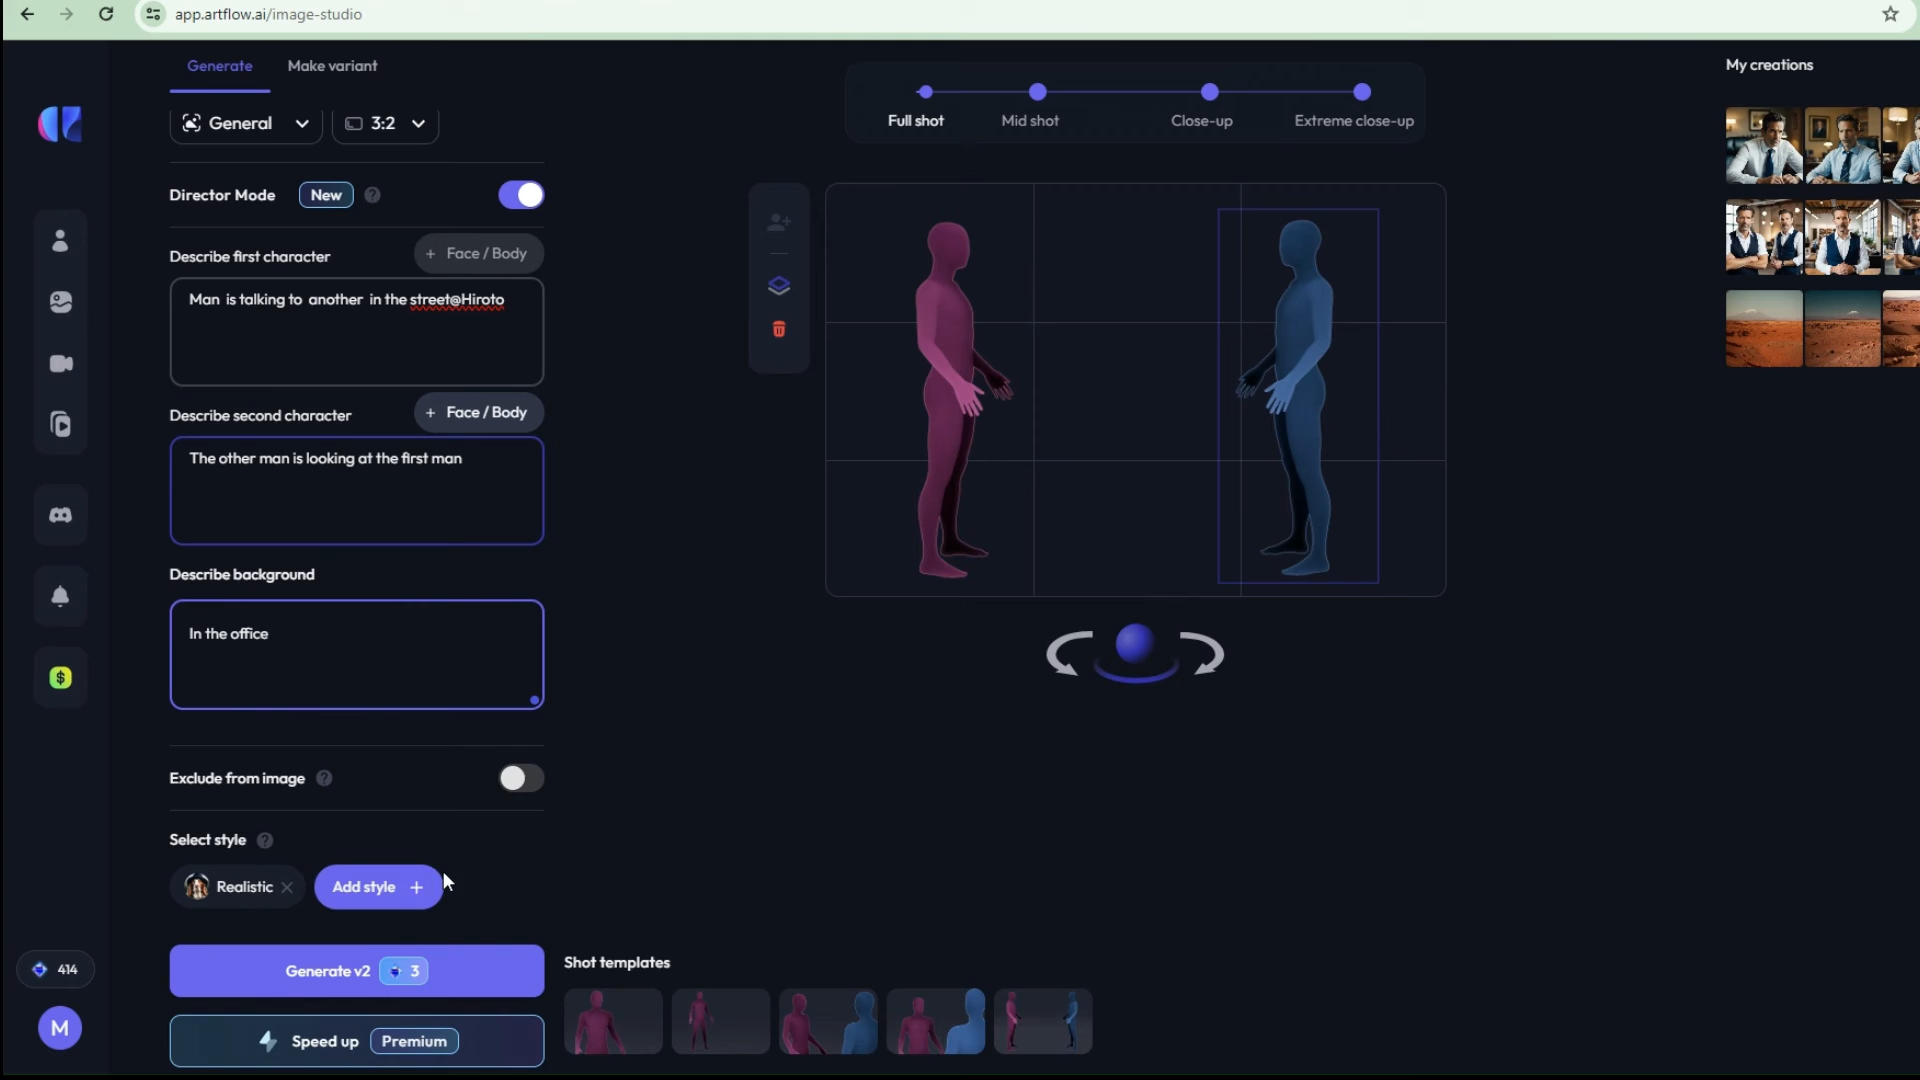 app.artflow.ai/image-studio
Generate
Make variant
General
3:2
Director Mode
New
?
Describe first character
+ Face / Body
Man is talking to another in the street@Hiroto
Describe second character
+ Face / Body
The other man is looking at the first man
Describe background
In the office
Exclude from image
?
Select style
?
Realistic
Add style +
Generate v2
3
Speed up
Premium
414
M
Full shot
Mid shot
Close-up
Extreme close-up
Shot templates
My creations